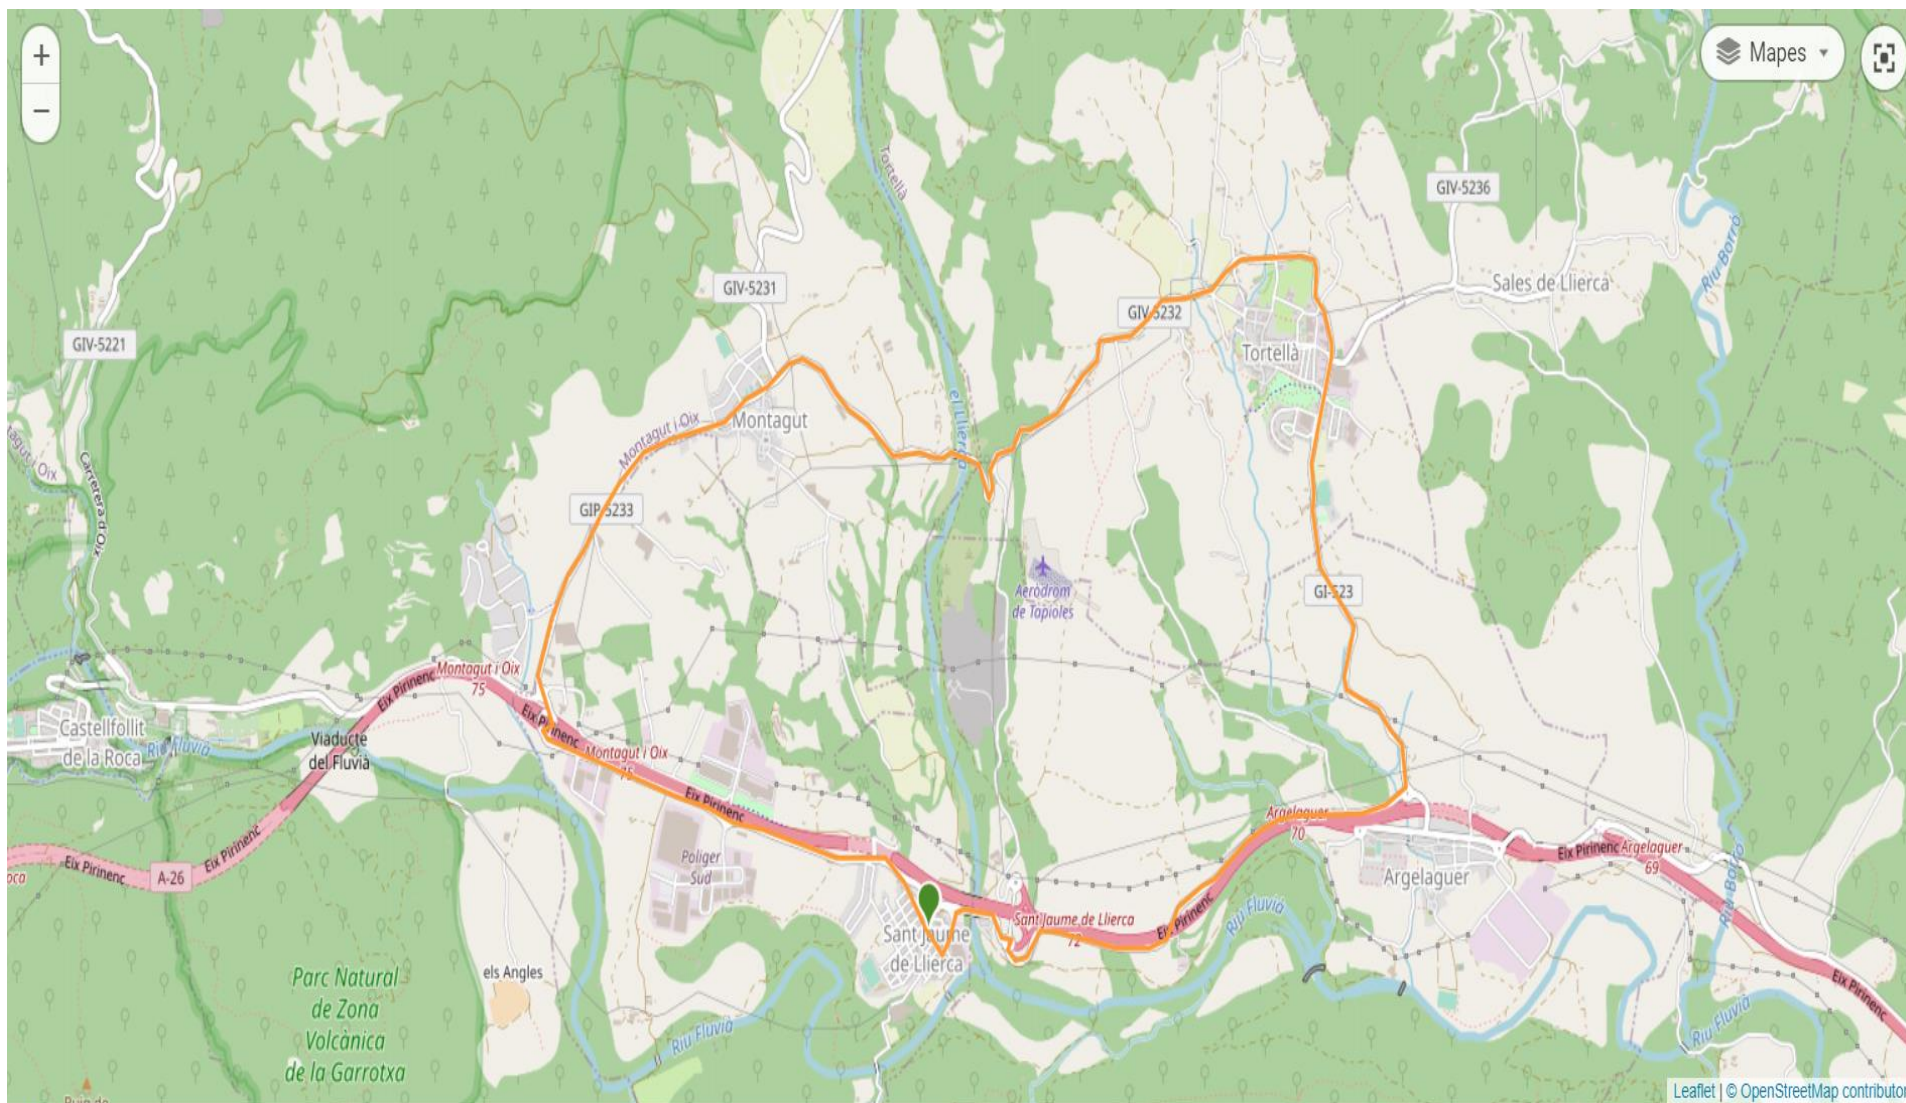 +
Mapes
−
Tortellà
Riu Borró
GIV-5236
Sales de Llierca
GIV-5231
GIV-5232
GIV-5221
Tortellà
el Llierca
Montagut i Oix
Montagut
Carretera d'Oix
GIP-5233
Aeròdrom
de Tapioles
GI-523
Montagut i Oix
75
Eix Pirinenc
Eix Pirinenc
Castellfollit
de la Roca
Riu Fluvià
Viaducte
del Fluvià
Montagut i Oix
75
Eix Pirinenc
Argelaguer
70
Eix Pirinenc
Argelaguer
69
Eix Pirinenc
Eix Pirinenc
A-26
Poliger
Sud
Argelaguer
Riu Borró
Sant Jaume de Llierca
72
Eix Pirinenc
Riu Fluvià
Sant Jaume
de Llierca
els Angles
Eix Pirinenc
Parc Natural
de Zona
Volcànica
de la Garrotxa
Riu Fluvià
Riu Fluvià
Leaflet | © OpenStreetMap contributor